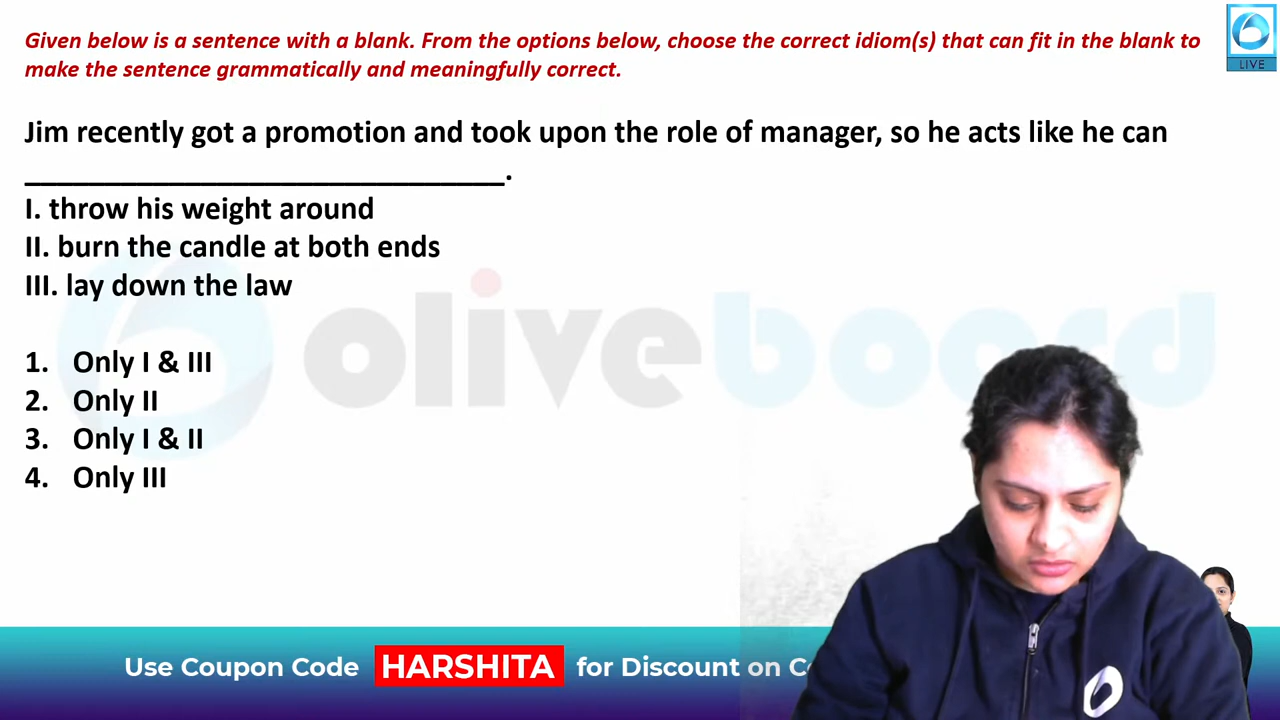 Given below is a sentence with a blank. From the options below, choose the correct idiom(s) that can fit in the blank to
make the sentence grammatically and meaningfully correct.
LIVE
Jim recently got a promotion and took upon the role of manager, so he acts like he can
______________________________.
I. throw his weight around
II. burn the candle at both ends
III. lay down the law
oliveboard
1. Only I & III
2. Only II
3. Only I & II
4. Only III
Use Coupon Code HARSHITA for Discount on